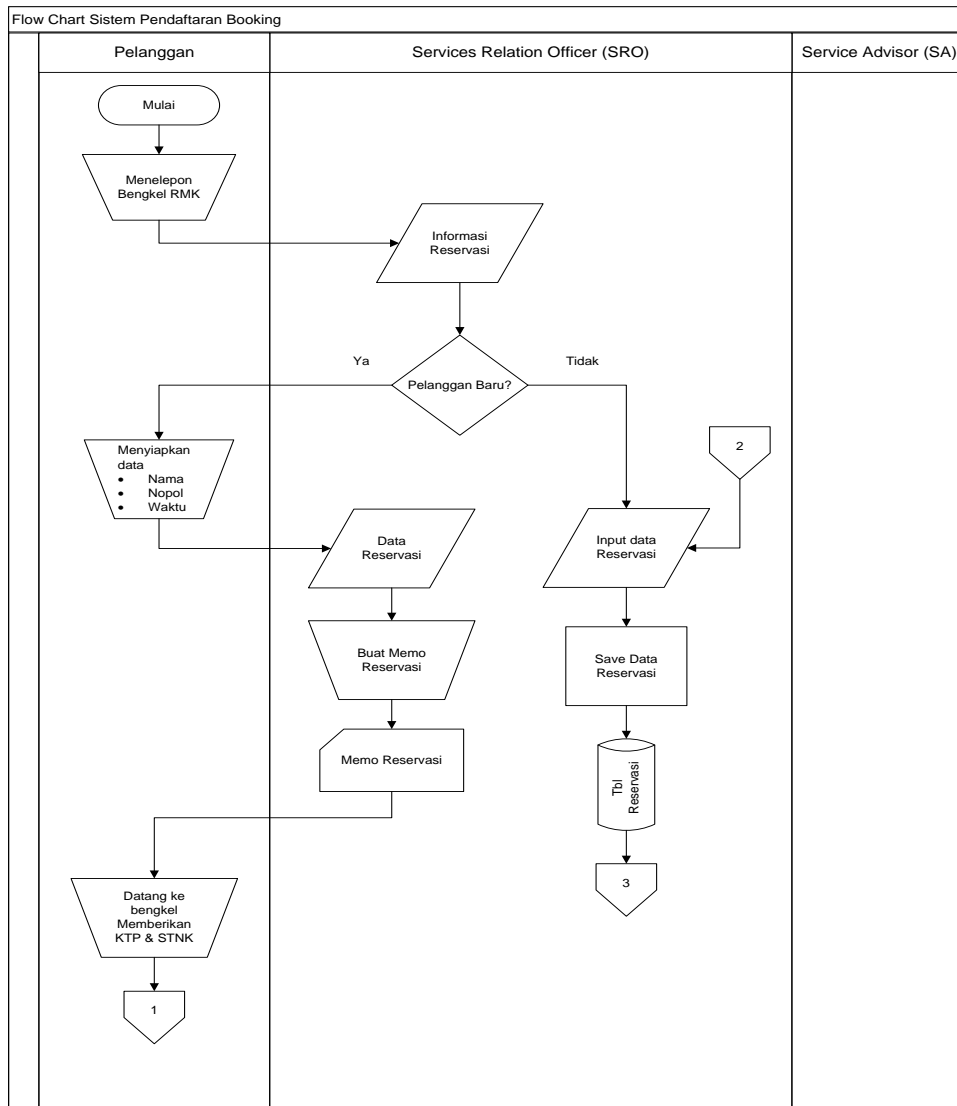 Flow Chart Sistem Pendaftaran Booking
Pelanggan
Services Relation Officer (SRO)
Service Advisor (SA)
Mulai
Menelepon
Bengkel RMK
Informasi
Reservasi
Ya
Tidak
Pelanggan Baru?
Menyiapkan
data
• Nama
• Nopol
• Waktu
2
Data
Reservasi
Input data
Reservasi
Buat Memo
Reservasi
Save Data
Reservasi
Memo Reservasi
Tbl
Reservasi
Datang ke
bengkel
Memberikan
KTP & STNK
3
1